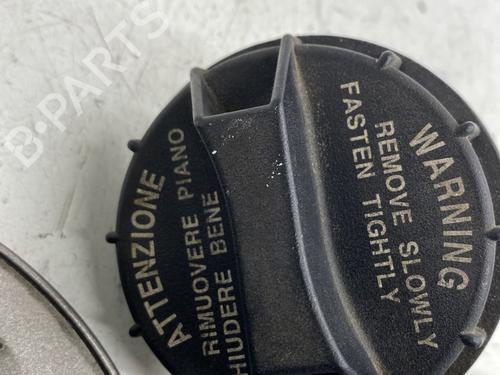 B-PARTS
ATTENZIONE
RIMUOVERE PIANO
HIUDERE BENE
WARNING
REMOVE SLOWLY
FASTEN TIGHTLY